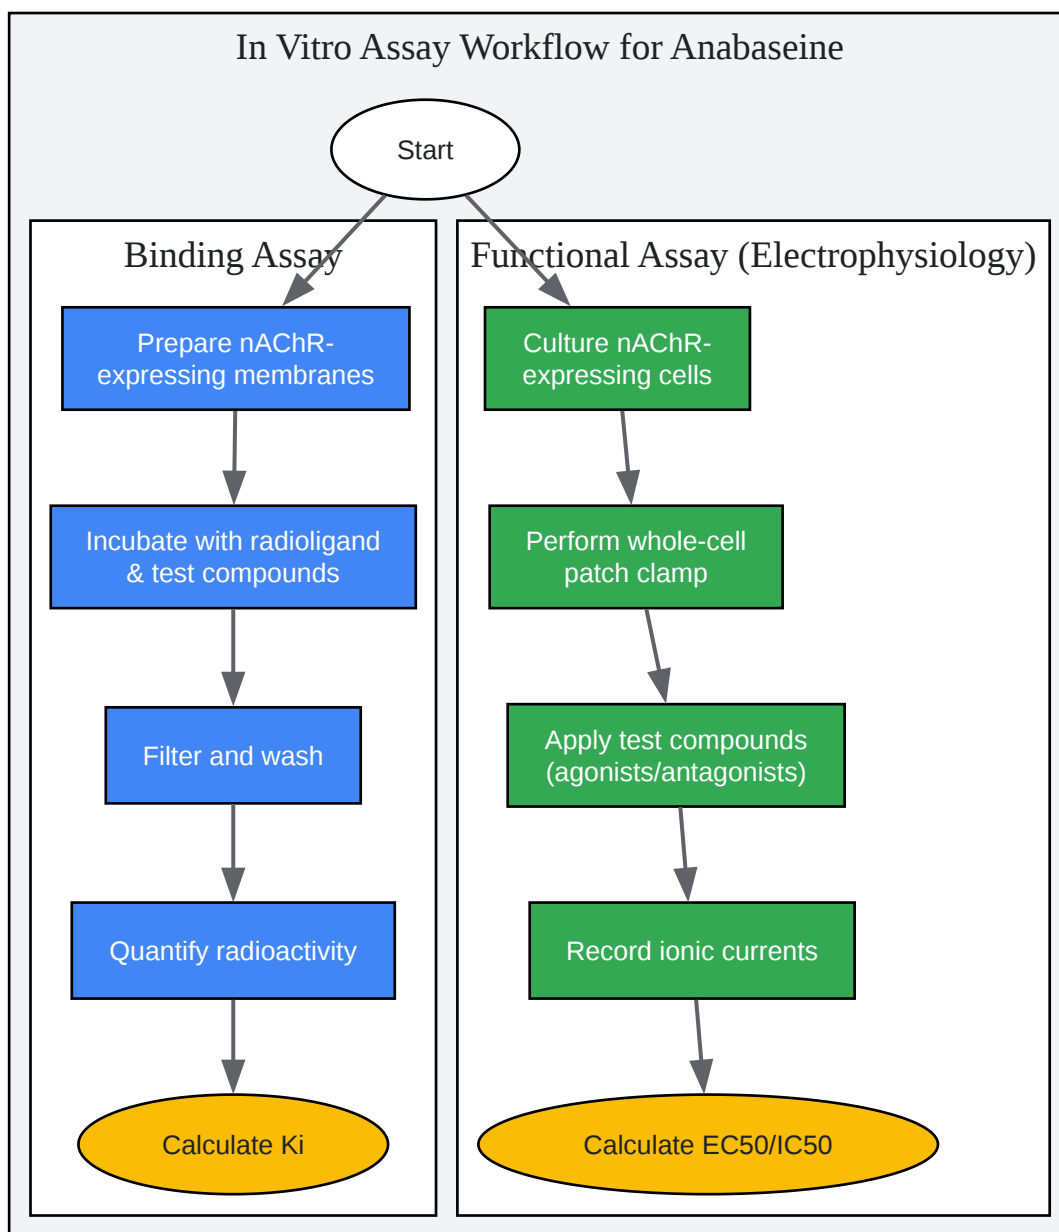 In Vitro Assay Workflow for Anabaseine
Start
Binding Assay
Prepare nAChR-
expressing membranes
Incubate with radioligand
& test compounds
Filter and wash
Quantify radioactivity
Calculate Ki
Functional Assay (Electrophysiology)
Culture nAChR-
expressing cells
Perform whole-cell
patch clamp
Apply test compounds
(agonists/antagonists)
Record ionic currents
Calculate EC50/IC50